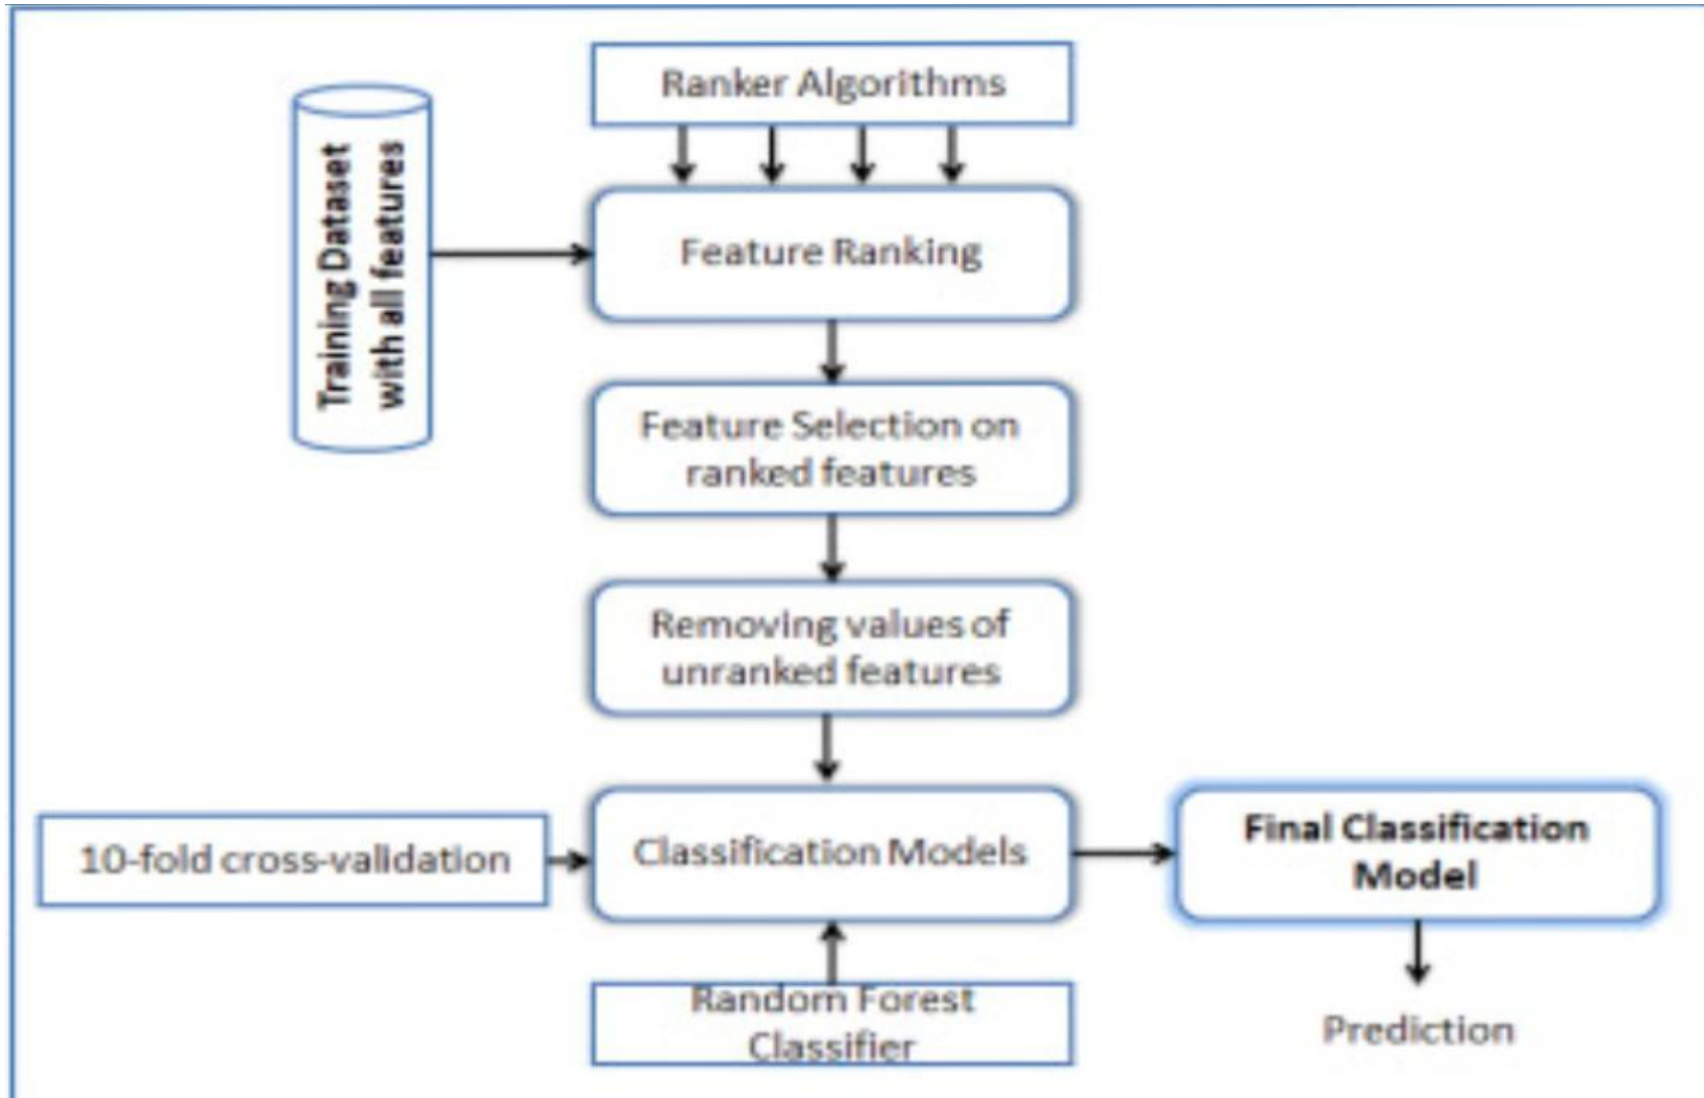 Ranker Algorithms
Training Dataset
with all features
Feature Ranking
Feature Selection on
ranked features
Removing values of
unranked features
10-fold cross-validation
Classification Models
Final Classification
Model
Random Forest
Classifier
Prediction